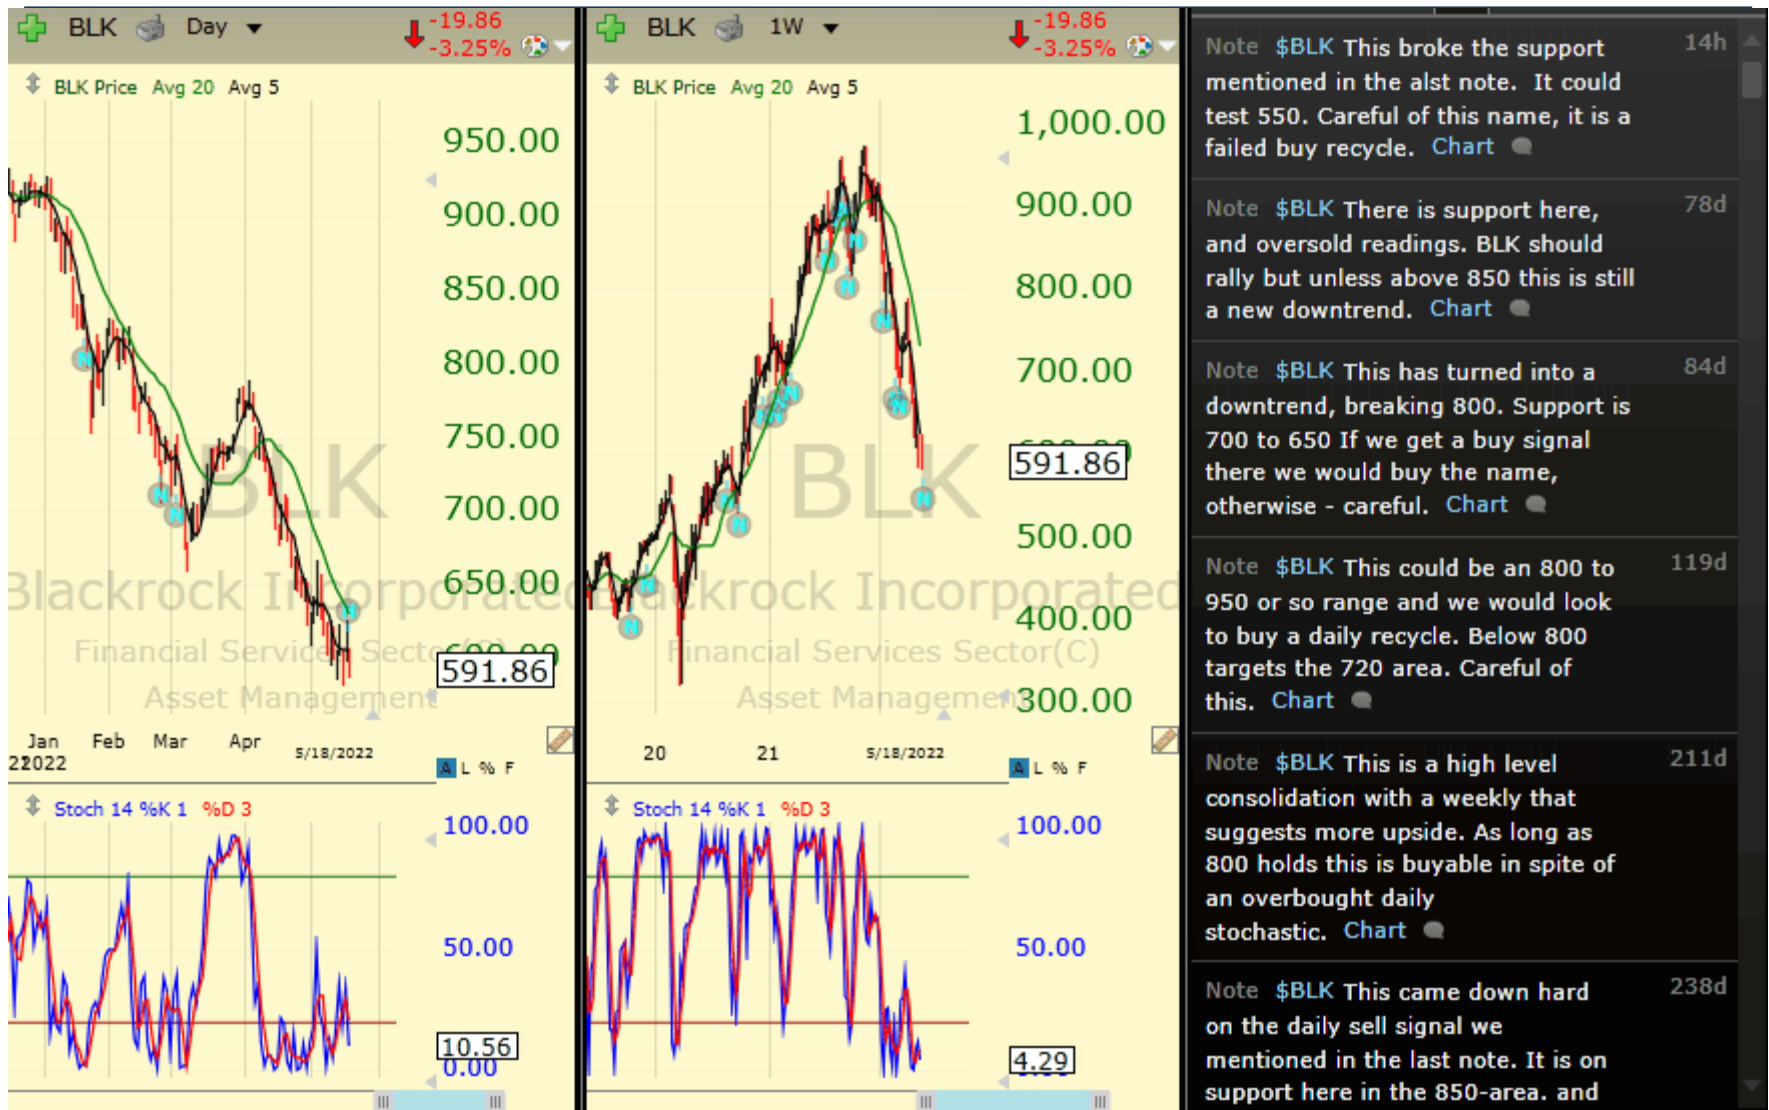 BLK Day
-19.86
-3.25%
BLK Price Avg 20 Avg 5
950.00
900.00
850.00
800.00
750.00
700.00
650.00
600.00
591.86
BLK
Blackrock Incorporated
Financial Services Sector(C)
Asset Management
N
N
N
N
Jan Feb Mar Apr 5/18/2022
2022
A L % F
Stoch 14 %K 1 %D 3
100.00
50.00
10.56
0.00
BLK 1W
-19.86
-3.25%
BLK Price Avg 20 Avg 5
1,000.00
900.00
800.00
700.00
600.00
591.86
500.00
400.00
300.00
BLK
Blackrock Incorporated
Financial Services Sector(C)
Asset Management
20 21 5/18/2022
A L % F
Stoch 14 %K 1 %D 3
100.00
50.00
4.29
Note $BLK This broke the support 14h
mentioned in the alst note. It could
test 550. Careful of this name, it is a
failed buy recycle. Chart
Note $BLK There is support here, 78d
and oversold readings. BLK should
rally but unless above 850 this is still
a new downtrend. Chart
Note $BLK This has turned into a 84d
downtrend, breaking 800. Support is
700 to 650 If we get a buy signal
there we would buy the name,
otherwise - careful. Chart
Note $BLK This could be an 800 to 119d
950 or so range and we would look
to buy a daily recycle. Below 800
targets the 720 area. Careful of
this. Chart
Note $BLK This is a high level 211d
consolidation with a weekly that
suggests more upside. As long as
800 holds this is buyable in spite of
an overbought daily
stochastic. Chart
Note $BLK This came down hard 238d
on the daily sell signal we
mentioned in the last note. It is on
support here in the 850-area. and